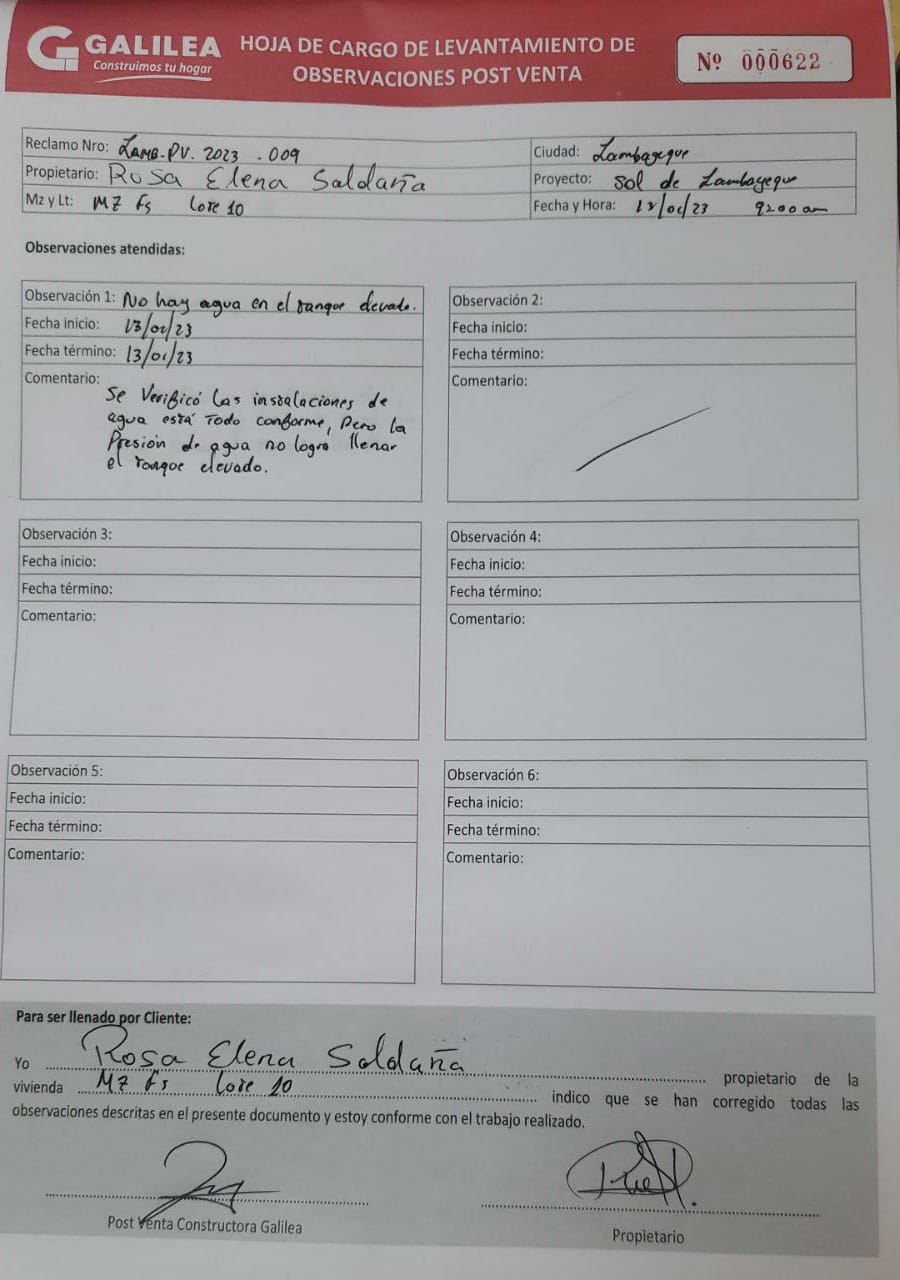 GALILEA
Construimos tu hogar
HOJA DE CARGO DE LEVANTAMIENTO DE
OBSERVACIONES POST VENTA
Nº 000622
Reclamo Nro: LAMB-PV. 2023 .009
Ciudad: Lambayeque
Propietario: Rosa Elena Saldaña
Proyecto: Sol de Lambayeque
Mz y Lt: MZ Fs Lote 10
Fecha y Hora: /01/23 9:00 am
Observaciones atendidas:
Observación 1: No hay agua en el tanque elevado.
Fecha inicio: 13/01/23
Fecha término: 13/01/23
Comentario:
Se Verificó Las instalaciones de
agua está Todo conforme, Pero la
Presión de agua no logra llenar
el Tanque elevado.
Observación 2:
Fecha inicio:
Fecha término:
Comentario:
Observación 3:
Fecha inicio:
Fecha término:
Comentario:
Observación 4:
Fecha inicio:
Fecha término:
Comentario:
Observación 5:
Fecha inicio:
Fecha término:
Comentario:
Observación 6:
Fecha inicio:
Fecha término:
Comentario:
Para ser llenado por Cliente:
Yo Rosa Elena Saldaña propietario de la
vivienda MZ Fs Lote 10 indico que se han corregido todas las
observaciones descritas en el presente documento y estoy conforme con el trabajo realizado.
Post Venta Constructora Galilea
Propietario